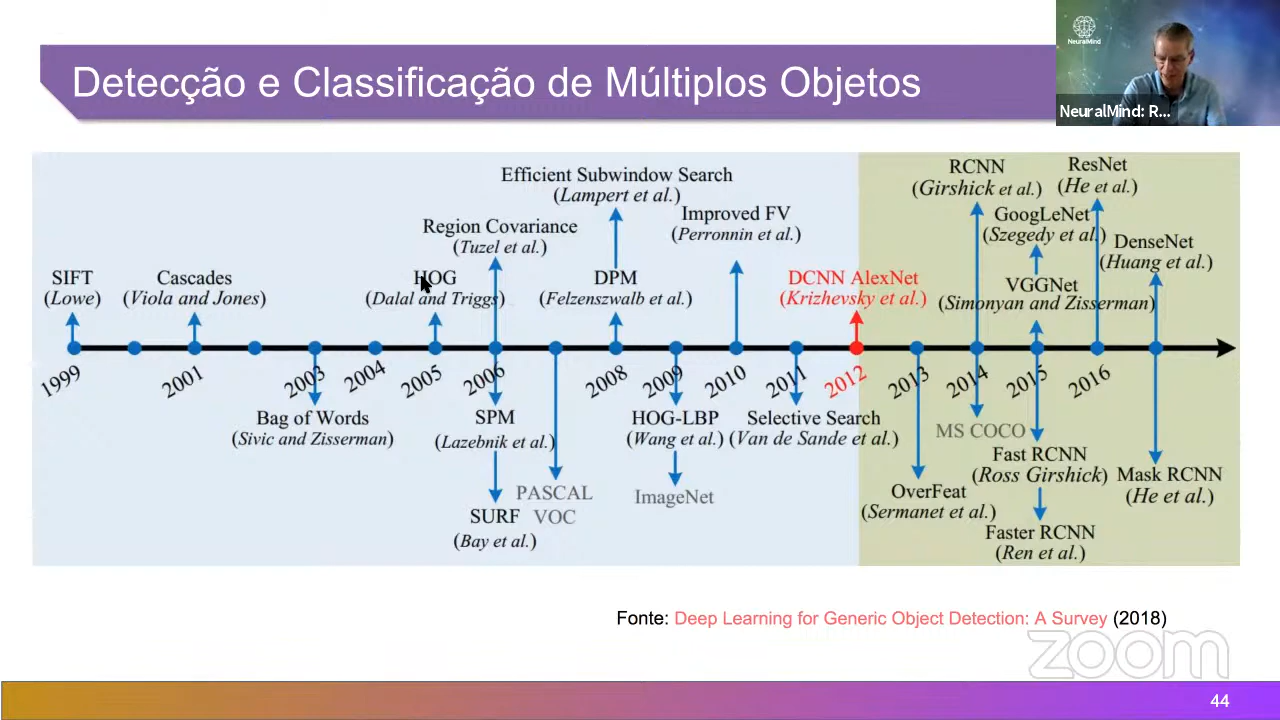 NeuralMind
NeuralMind: R...
Detecção e Classificação de Múltiplos Objetos
Efficient Subwindow Search
(Lampert et al.)
Region Covariance
(Tuzel et al.)
Improved FV
(Perronnin et al.)
RCNN
(Girshick et al.)
ResNet
(He et al.)
GoogLeNet
(Szegedy et al.)
DenseNet
(Huang et al.)
SIFT
(Lowe)
Cascades
(Viola and Jones)
HOG
(Dalal and Triggs)
DPM
(Felzenszwalb et al.)
DCNN AlexNet
(Krizhevsky et al.)
VGGNet
(Simonyan and Zisserman)
1999 2001 2003 2004 2005 2006 2008 2009 2010 2011 2012 2013 2014 2015 2016
Bag of Words
(Sivic and Zisserman)
SPM
(Lazebnik et al.)
HOG-LBP
(Wang et al.)
Selective Search
(Van de Sande et al.)
MS COCO
Fast RCNN
(Ross Girshick)
Mask RCNN
(He et al.)
PASCAL
VOC
ImageNet
OverFeat
(Sermanet et al.)
SURF
(Bay et al.)
Faster RCNN
(Ren et al.)
Fonte: Deep Learning for Generic Object Detection: A Survey (2018)
zoom
44